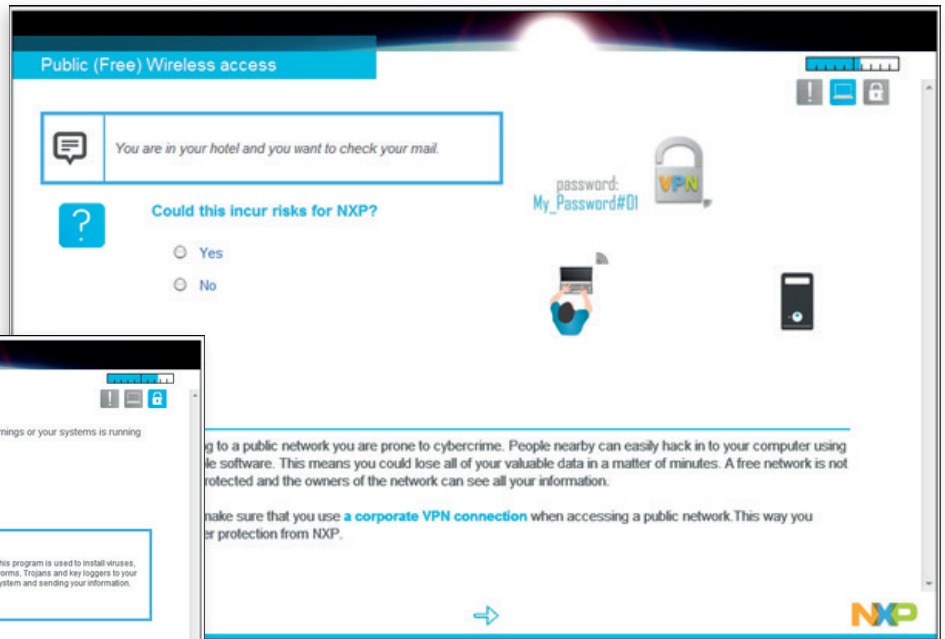 Public (Free) Wireless access
You are in your hotel and you want to check your mail.
password:
My_Password#01
VPN
?
Could this incur risks for NXP?
Yes
No
!
!
nings or your systems is running
g to a public network you are prone to cybercrime. People nearby can easily hack in to your computer using
le software. This means you could lose all of your valuable data in a matter of minutes. A free network is not
rotected and the owners of the network can see all your information.
make sure that you use a corporate VPN connection when accessing a public network.This way you
er protection from NXP.
his program is used to install viruses,
orms, Trojans and key loggers to your
ystem and sending your information.
NXP